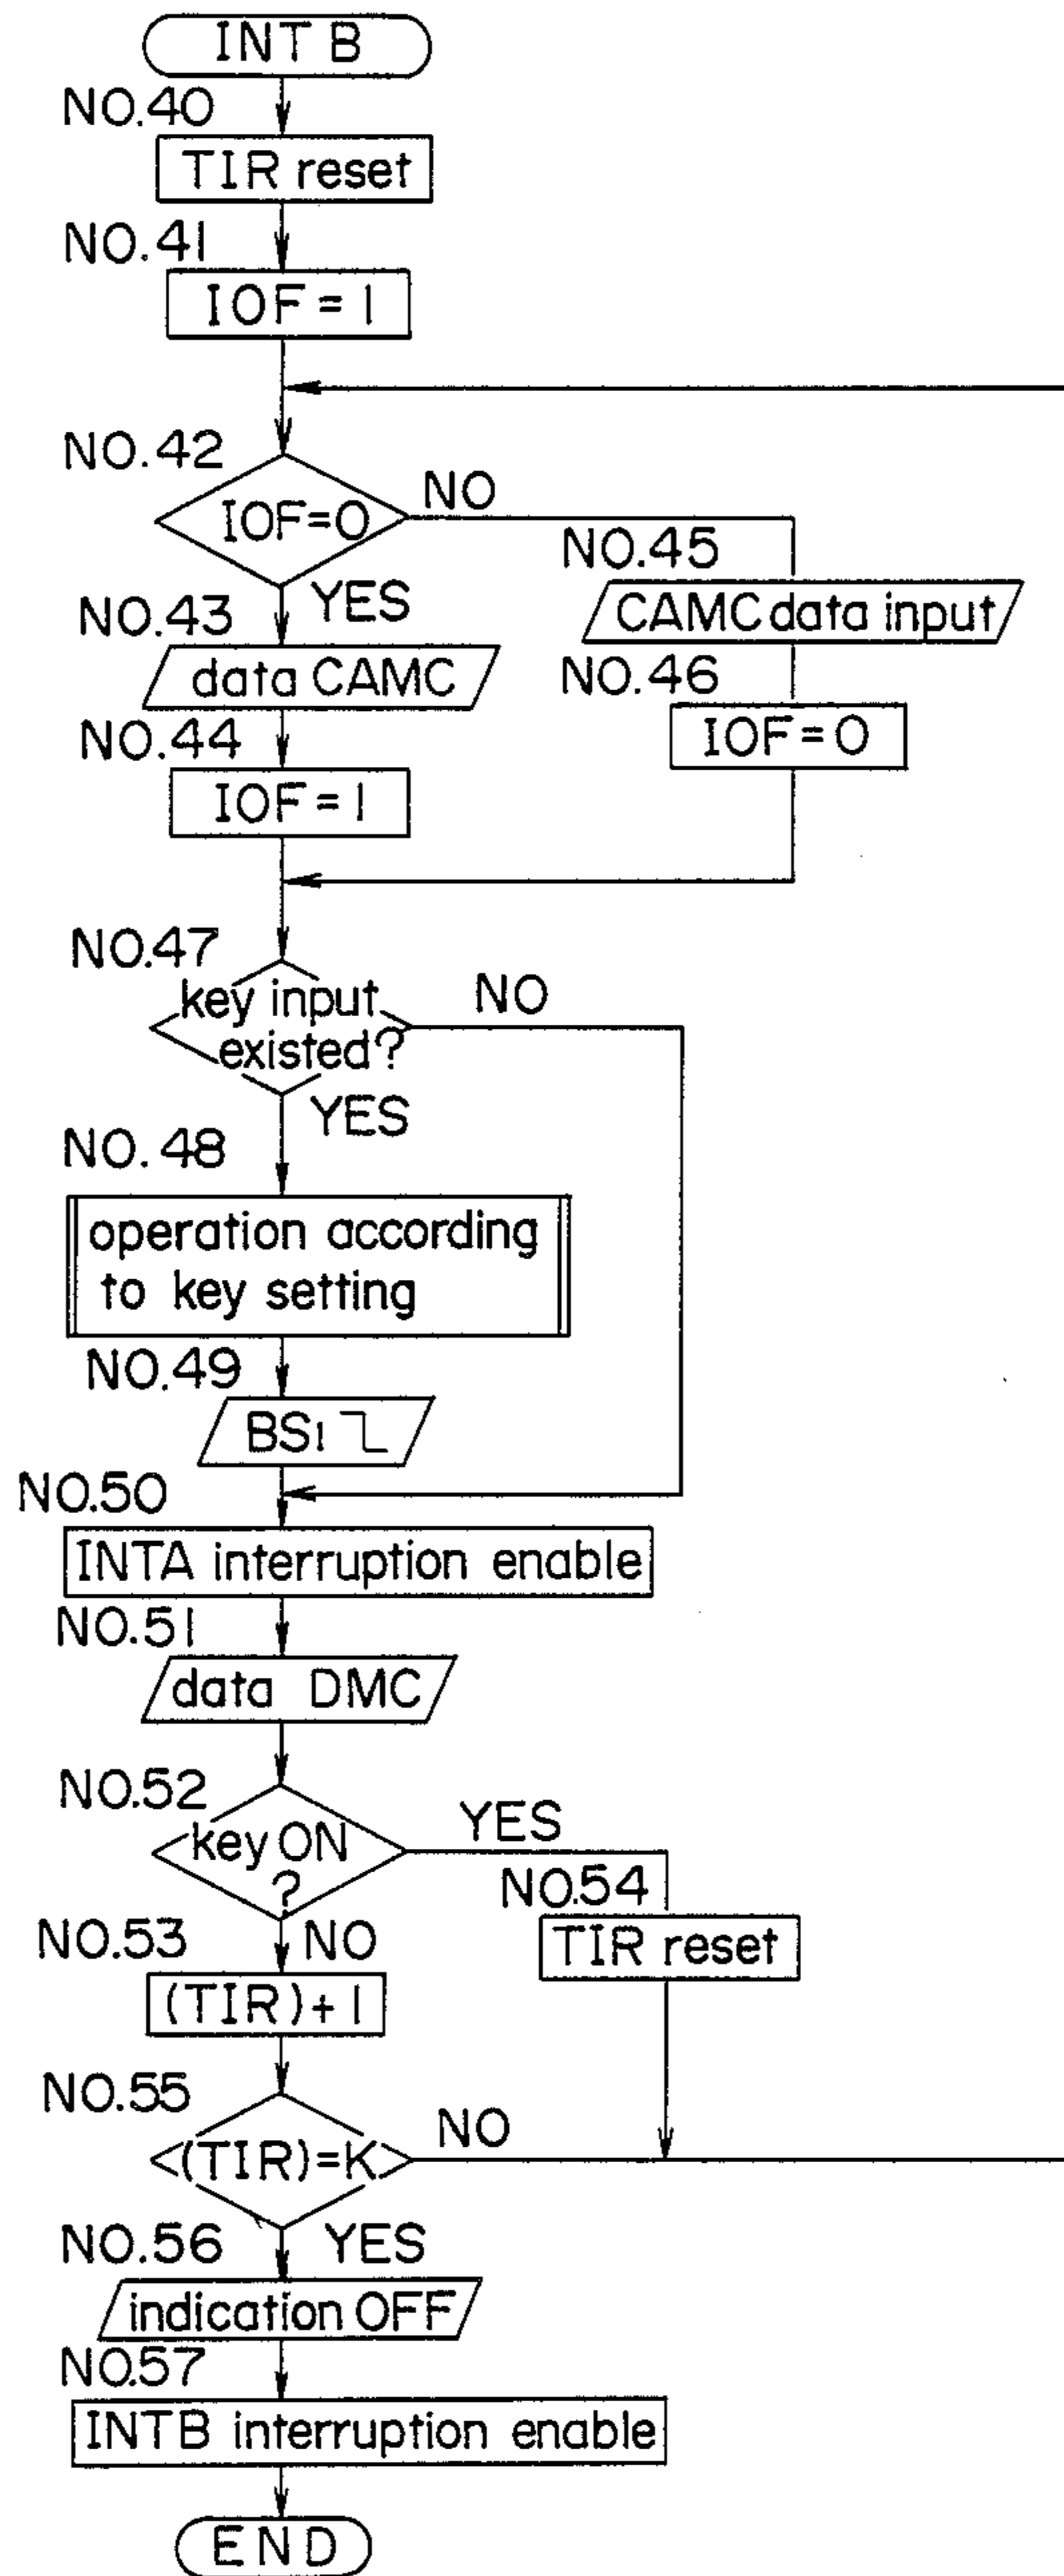 INT B
NO.40
TIR reset
NO.41
IOF = 1
NO.42
IOF=0
NO
YES
NO.43
data CAMC
NO.44
IOF = 1
NO.45
CAMC data input
NO.46
IOF = 0
NO.47
key input
existed?
NO
YES
NO.48
operation according
to key setting
NO.49
BS1
NO.50
INTA interruption enable
NO.51
data DMC
NO.52
key ON
?
YES
NO.54
TIR reset
NO
NO.53
(TIR)+1
NO.55
(TIR)=K
NO
YES
NO.56
indication OFF
NO.57
INTB interruption enable
END